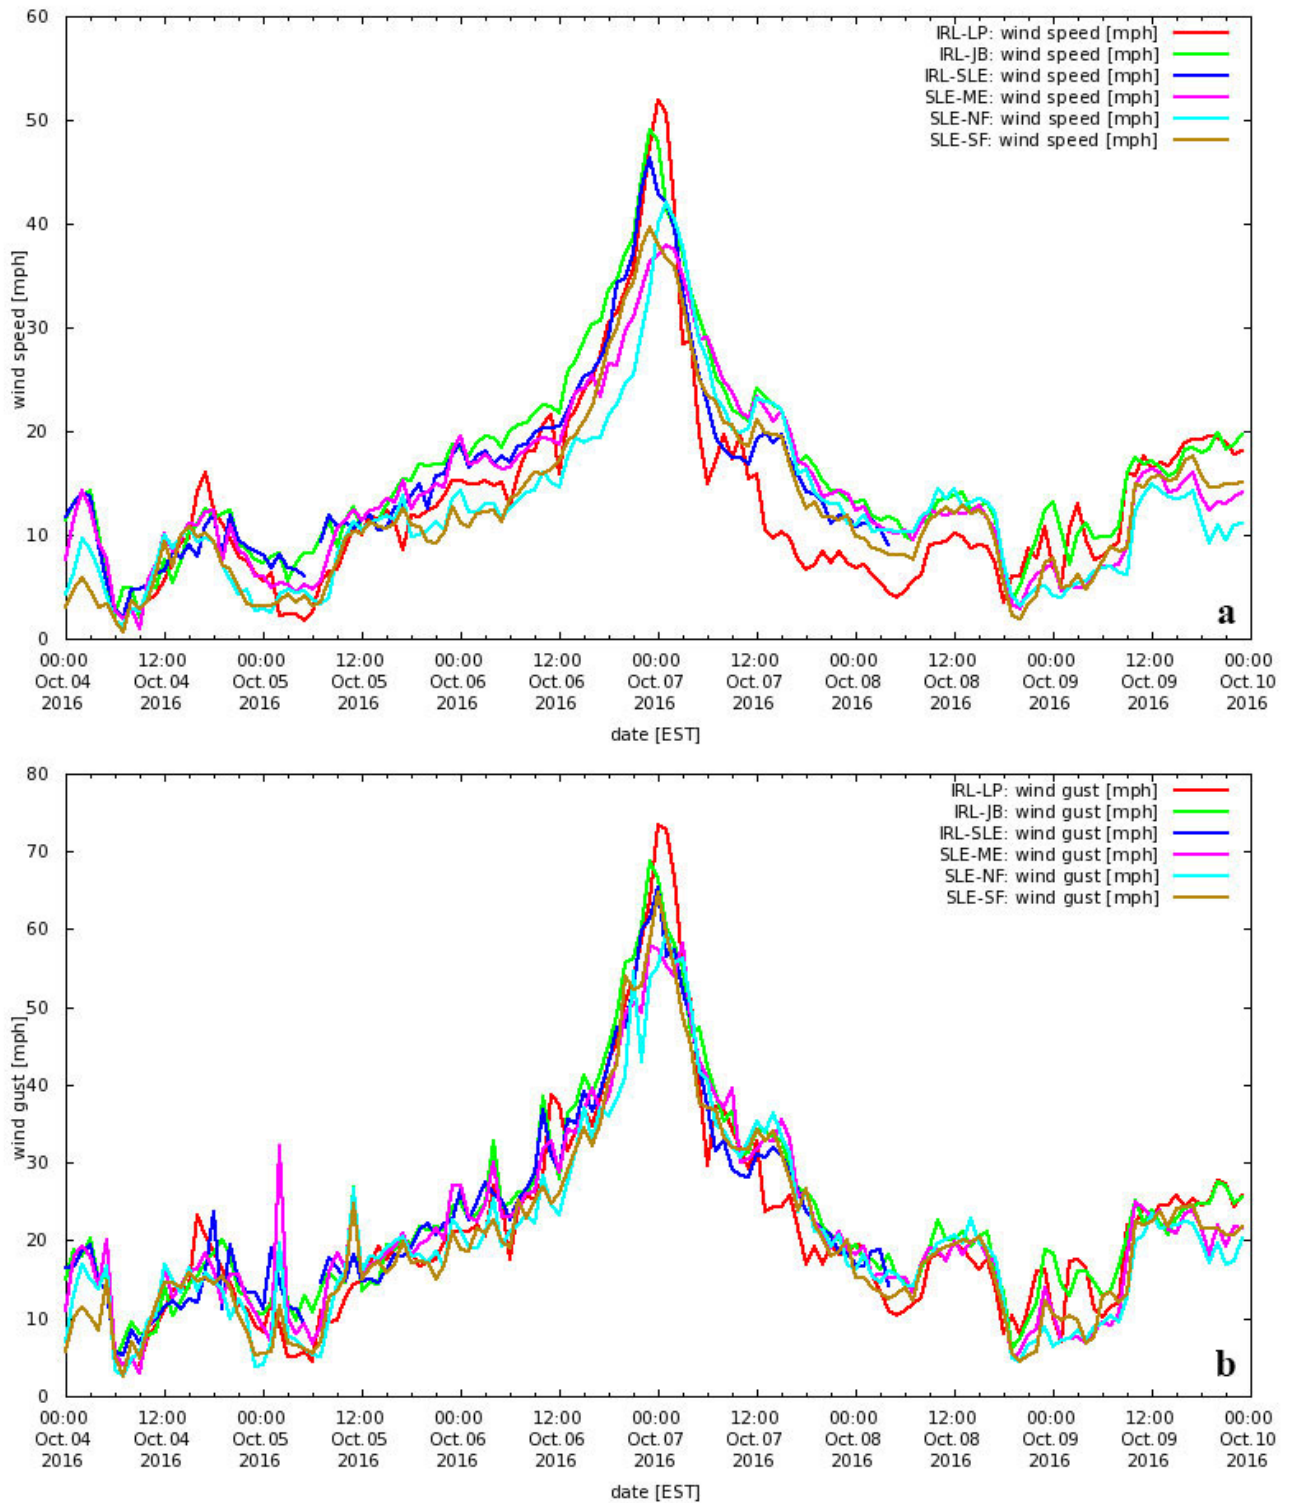 60
50
40
30
20
10
0
wind speed [mph]
IRL-LP: wind speed [mph]
IRL-JB: wind speed [mph]
IRL-SLE: wind speed [mph]
SLE-ME: wind speed [mph]
SLE-NF: wind speed [mph]
SLE-SF: wind speed [mph]
a
00:00 12:00 00:00 12:00 00:00 12:00 00:00 12:00 00:00 12:00 00:00 12:00 00:00
Oct.04 Oct.04 Oct.05 Oct.05 Oct.06 Oct.06 Oct.07 Oct.07 Oct.08 Oct.08 Oct.09 Oct.09 Oct.10
2016 2016 2016 2016 2016 2016 2016 2016 2016 2016 2016 2016 2016
date [EST]
80
70
60
50
40
30
20
10
0
wind gust [mph]
IRL-LP: wind gust [mph]
IRL-JB: wind gust [mph]
IRL-SLE: wind gust [mph]
SLE-ME: wind gust [mph]
SLE-NF: wind gust [mph]
SLE-SF: wind gust [mph]
b
00:00 12:00 00:00 12:00 00:00 12:00 00:00 12:00 00:00 12:00 00:00 12:00 00:00
Oct.04 Oct.04 Oct.05 Oct.05 Oct.06 Oct.06 Oct.07 Oct.07 Oct.08 Oct.08 Oct.09 Oct.09 Oct.10
2016 2016 2016 2016 2016 2016 2016 2016 2016 2016 2016 2016 2016
date [EST]